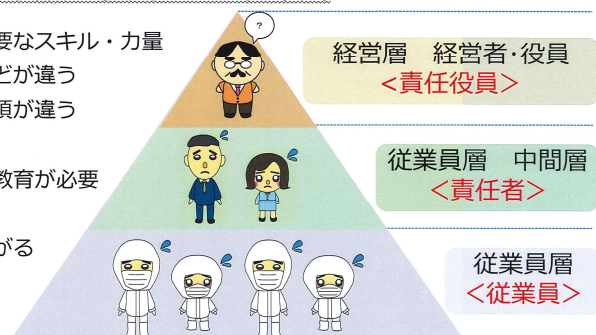 ?
要なスキル・力量
どが違う
頃が違う
教育が必要
がる
経営層 経営者・役員
<責任役員>
従業員層 中間層
<責任者>
従業員層
<従業員>